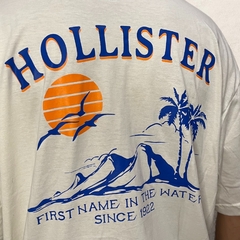 HOLLISTER
FIRST NAME IN THE WATER
SINCE 1922